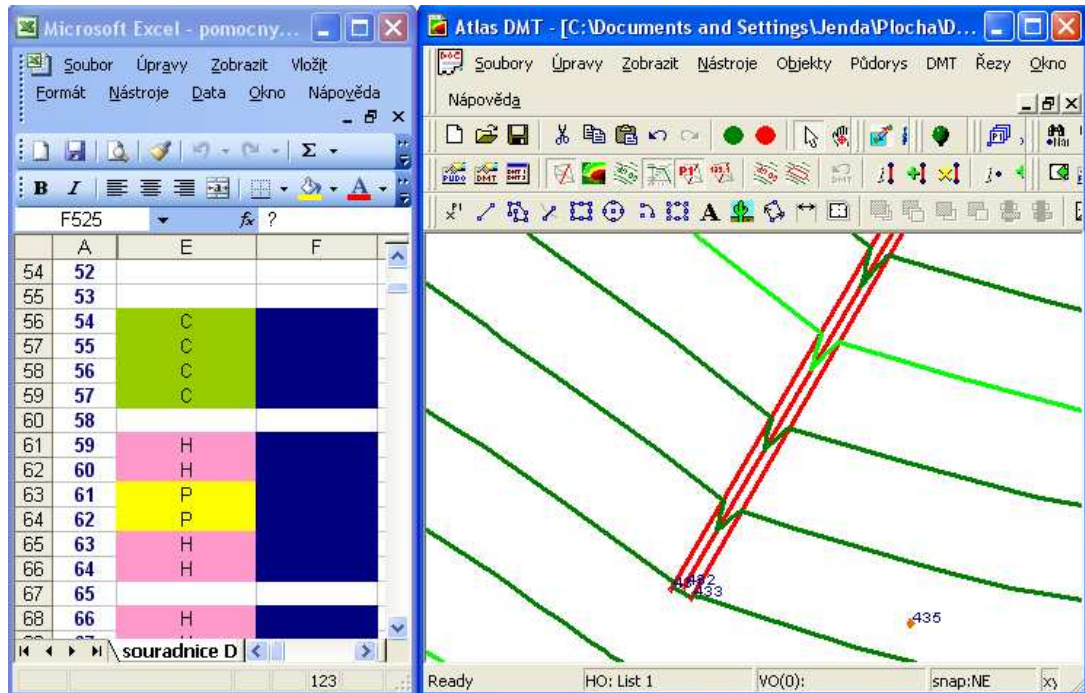 Microsoft Excel - pomocny...
Soubor Úpravy Zobrazit Vložit
Formát Nástroje Data Okno Nápověda
B I
F525 fx ?
A E F
54 52
55 53
56 54 C
57 55 C
58 56 C
59 57 C
60 58
61 59 H
62 60 H
63 61 P
64 62 P
65 63 H
66 64 H
67 65
68 66 H
souradnice D
123
Atlas DMT - [C:\Documents and Settings\Jenda\Plocha\D...
Soubory Úpravy Zobrazit Nástroje Objekty Půdorys DMT Řezy Okno
Nápověda
432
433
435
Ready HO: List 1 VO(0): snap:NE